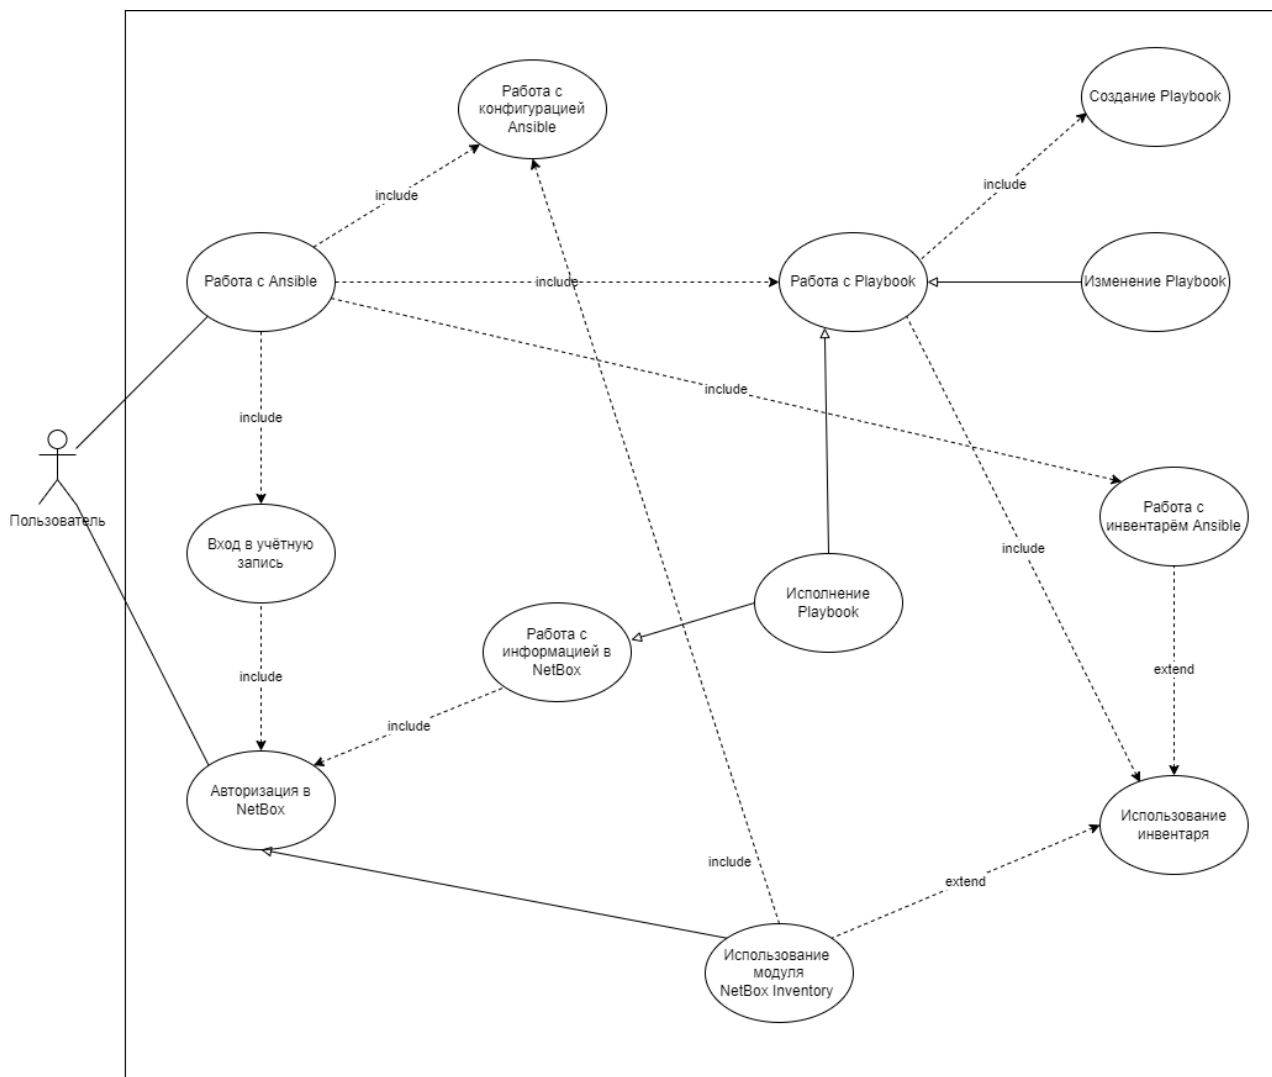 Работа с
конфигурацией
Ansible
Создание Playbook
include
include
Работа с Ansible
include
Работа с Playbook
Изменение Playbook
include
include
Пользователь
Работа с
инвентарём Ansible
Вход в учётную
запись
include
Исполнение
Playbook
Работа с
информацией в
NetBox
include
extend
include
Авторизация в
NetBox
Использование
инвентаря
include
extend
Использование
модуля
NetBox Inventory